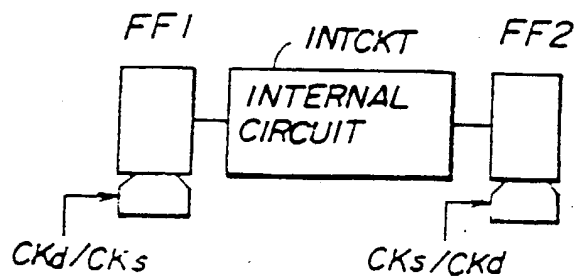 FF1
INTCKT
FF2
INTERNAL
CIRCUIT
CKd/CKs
CKs/CKd